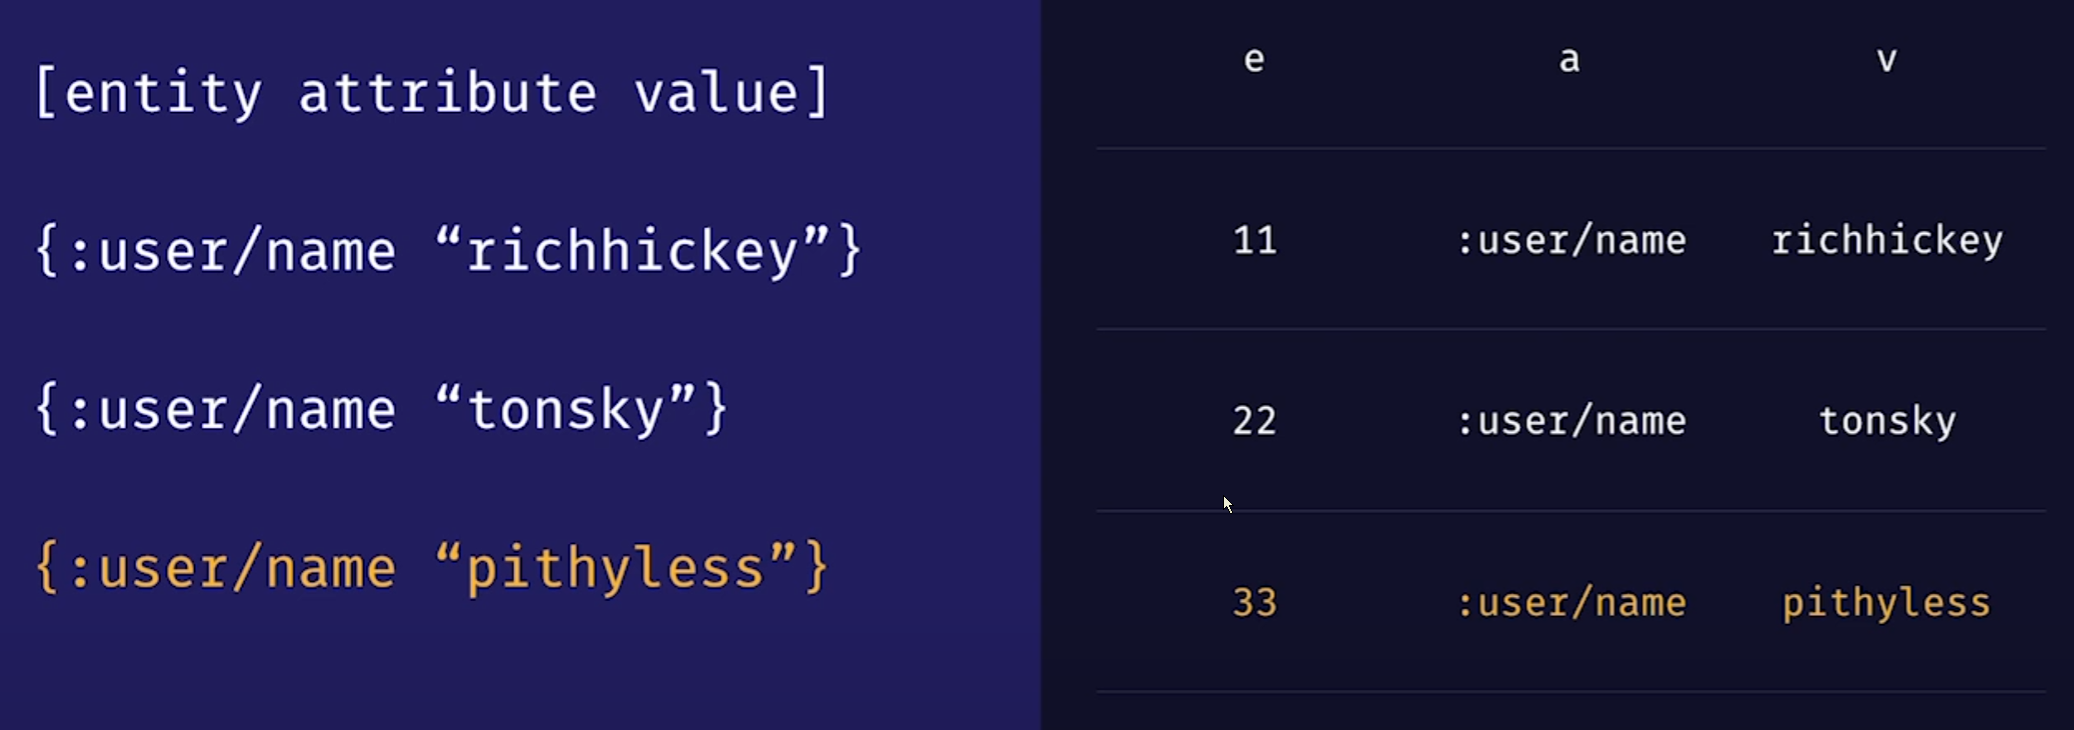 [entity attribute value]
{:user/name “richhickey”}
{:user/name “tonsky”}
{:user/name “pithyless”}
e a v
11 :user/name richhickey
22 :user/name tonsky
33 :user/name pithyless